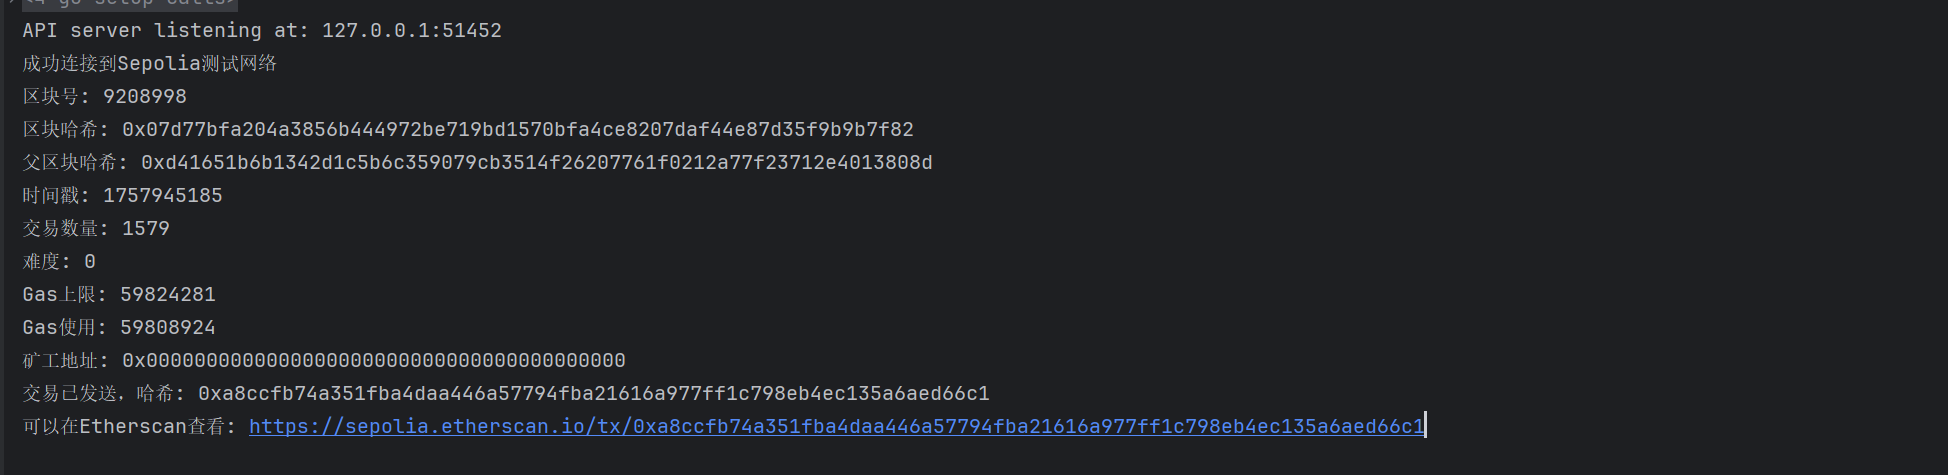 <4 go setup calls>
API server listening at: 127.0.0.1:51452
成功连接到Sepolia测试网络
区块号: 9208998
区块哈希: 0x07d77bfa204a3856b444972be719bd1570bfa4ce8207daf44e87d35f9b9b7f82
父区块哈希: 0xd41651b6b1342d1c5b6c359079cb3514f26207761f0212a77f23712e4013808d
时间戳: 1757945185
交易数量: 1579
难度: 0
Gas上限: 59824281
Gas使用: 59808924
矿工地址: 0x0000000000000000000000000000000000000000
交易已发送，哈希: 0xa8ccfb74a351fba4daa446a57794fba21616a977ff1c798eb4ec135a6aed66c1
可以在Etherscan查看: https://sepolia.etherscan.io/tx/0xa8ccfb74a351fba4daa446a57794fba21616a977ff1c798eb4ec135a6aed66c1